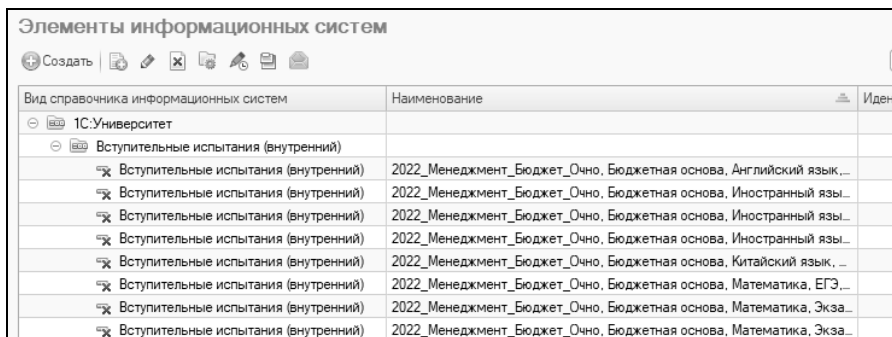 Элементы информационных систем
Создать
Вид справочника информационных систем Наименование Иден
1С:Университет
Вступительные испытания (внутренний)
Вступительные испытания (внутренний) 2022_Менеджмент_Бюджет_Очно, Бюджетная основа, Английский язык,...
Вступительные испытания (внутренний) 2022_Менеджмент_Бюджет_Очно, Бюджетная основа, Иностранный язы...
Вступительные испытания (внутренний) 2022_Менеджмент_Бюджет_Очно, Бюджетная основа, Иностранный язы...
Вступительные испытания (внутренний) 2022_Менеджмент_Бюджет_Очно, Бюджетная основа, Иностранный язы...
Вступительные испытания (внутренний) 2022_Менеджмент_Бюджет_Очно, Бюджетная основа, Китайский язык, ...
Вступительные испытания (внутренний) 2022_Менеджмент_Бюджет_Очно, Бюджетная основа, Математика, ЕГЭ,...
Вступительные испытания (внутренний) 2022_Менеджмент_Бюджет_Очно, Бюджетная основа, Математика, Экза...
Вступительные испытания (внутренний) 2022_Менеджмент_Бюджет_Очно, Бюджетная основа, Математика, Экза...